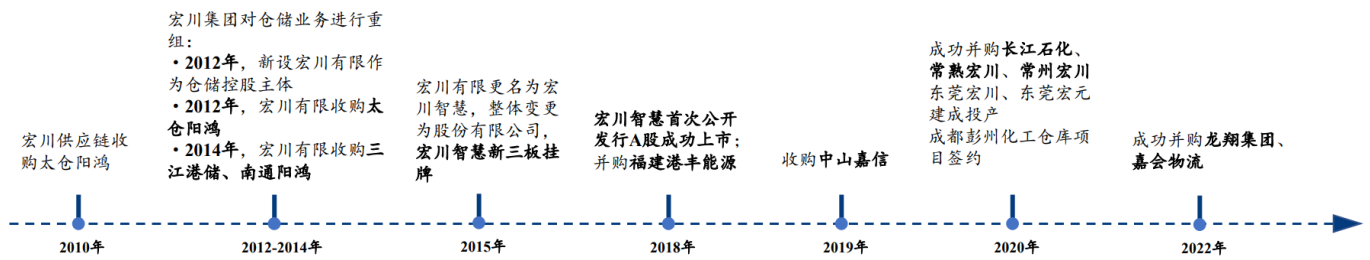 宏川供应链收
购太仓阳鸿
2010年
宏川集团对仓储业务进行重
组：
·2012年，新设宏川有限作
为仓储控股主体
·2012年，宏川有限收购太
仓阳鸿
·2014年，宏川有限收购三
江港储、南通阳鸿
2012-2014年
宏川有限更名为宏
川智慧，整体变更
为股份有限公司，
宏川智慧新三板挂
牌
2015年
宏川智慧首次公开
发行A股成功上市；
并购福建港丰能源
2018年
收购中山嘉信
2019年
成功并购长江石化、
常熟宏川、常州宏川
东莞宏川、东莞宏元
建成投产
成都彭州化工仓库项
目签约
2020年
成功并购龙翔集团、
嘉会物流
2022年